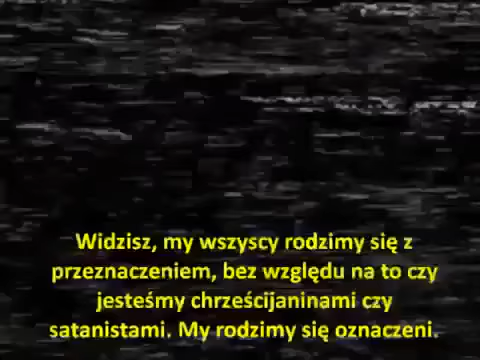 Widzisz, my wszyscy rodzimy się z
przeznaczeniem, bez względu na to czy
jesteśmy chrześcijaninami czy
satanistami. My rodzimy się oznaczeni.